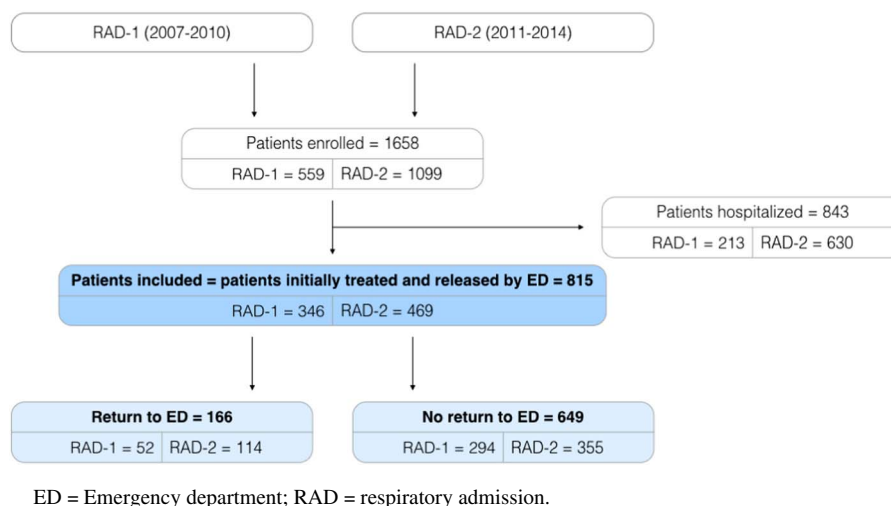 RAD-1 (2007-2010)
RAD-2 (2011-2014)
Patients enrolled = 1658
RAD-1 = 559
RAD-2 = 1099
Patients hospitalized = 843
RAD-1 = 213
RAD-2 = 630
Patients included = patients initially treated and released by ED = 815
RAD-1 = 346
RAD-2 = 469
Return to ED = 166
RAD-1 = 52
RAD-2 = 114
No return to ED = 649
RAD-1 = 294
RAD-2 = 355
ED = Emergency department; RAD = respiratory admission.